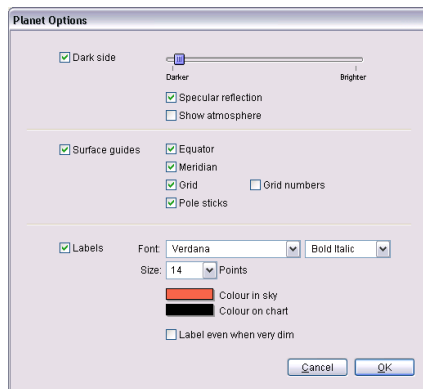 Planet Options
Dark side
Darker Brighter
Specular reflection
Show atmosphere
Surface guides Equator
Meridian
Grid Grid numbers
Pole sticks
Labels Font: Verdana Bold Italic
Size: 14 Points
Colour in sky
Colour on chart
Label even when very dim
Cancel OK